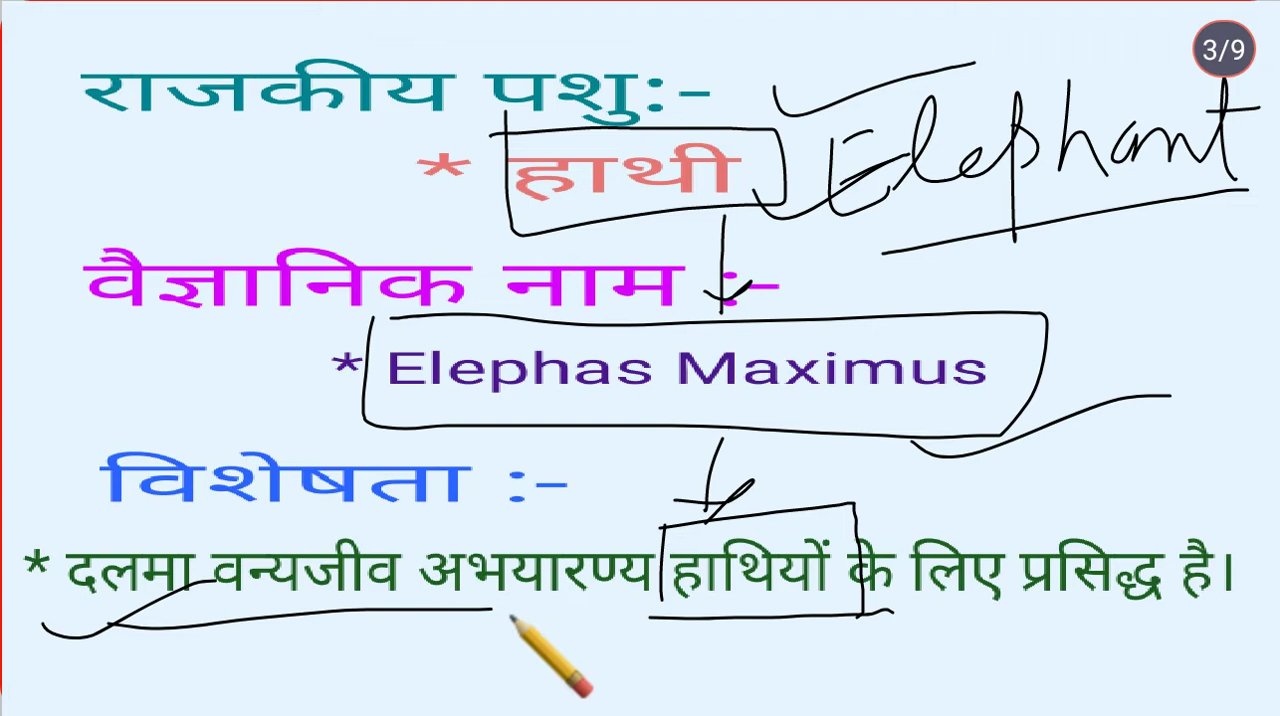 3/9
राजकीय पशु:-
* हाथी Elephant
वैज्ञानिक नाम :-
* Elephas Maximus
विशेषता :-
* दलमा वन्यजीव अभयारण्य हाथियों के लिए प्रसिद्ध है।